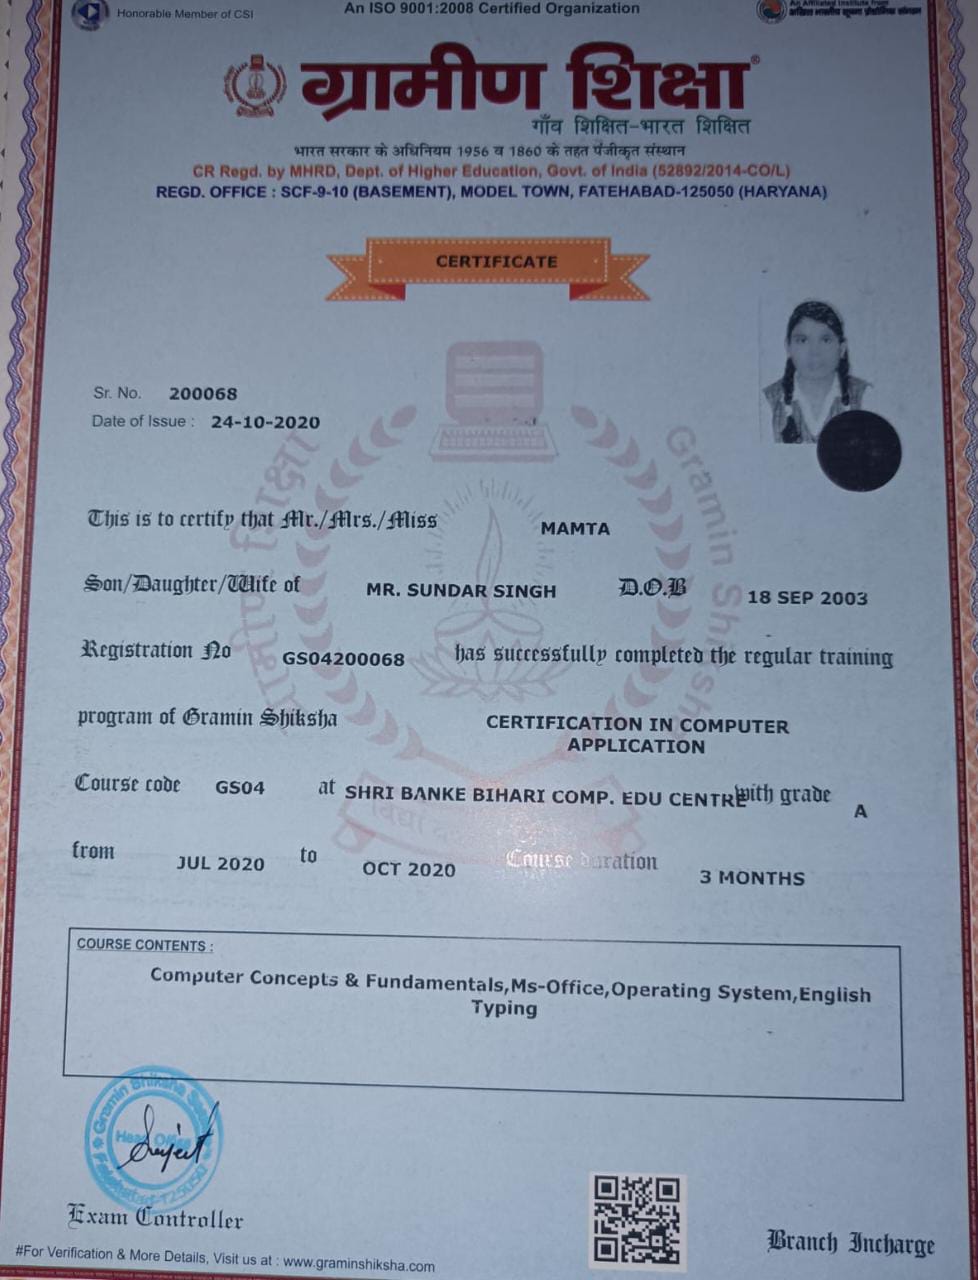 Honorable Member of CSI
An ISO 9001:2008 Certified Organization
An Affiliated Institute From
ग्रामीण शिक्षा®
गाँव शिक्षित-भारत शिक्षित
भारत सरकार के अधिनियम 1956 व 1860 के तहत पंजीकृत संस्थान
CR Regd. by MHRD, Dept. of Higher Education, Govt. of India (52892/2014-CO/L)
REGD. OFFICE : SCF-9-10 (BASEMENT), MODEL TOWN, FATEHABAD-125050 (HARYANA)
CERTIFICATE
Sr. No. 200068
Date of Issue : 24-10-2020
ग्रामीण शिक्षा
Gramin Shiksha
This is to certify that Mr./Mrs./Miss MAMTA
Son/Daughter/Wife of MR. SUNDAR SINGH D.O.B 18 SEP 2003
Registration No GS04200068 has successfully completed the regular training
program of Gramin Shiksha CERTIFICATION IN COMPUTER
APPLICATION
Course code GS04 at SHRI BANKE BIHARI COMP. EDU CENTRE with grade A
from JUL 2020 to OCT 2020 Course duration 3 MONTHS
COURSE CONTENTS :
Computer Concepts & Fundamentals,Ms-Office,Operating System,English
Typing
Gramin Shiksha
Head Office
Exam Controller
Branch Incharge
#For Verification & More Details, Visit us at : www.graminshiksha.com